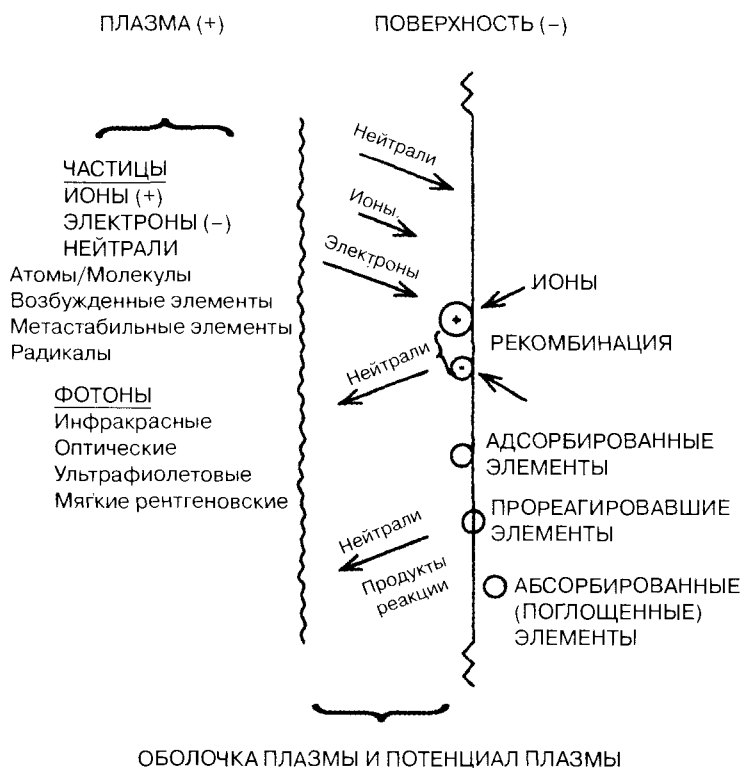 ПЛАЗМА (+)
ПОВЕРХНОСТЬ (–)
ЧАСТИЦЫ
ИОНЫ (+)
ЭЛЕКТРОНЫ (–)
НЕЙТРАЛИ
Атомы/Молекулы
Возбужденные элементы
Метастабильные элементы
Радикалы
ФОТОНЫ
Инфракрасные
Оптические
Ультрафиолетовые
Мягкие рентгеновские
Нейтрали
Ионы
Электроны
+
-
Нейтрали
Нейтрали
Продукты
реакции
ИОНЫ
РЕКОМБИНАЦИЯ
АДСОРБИРОВАННЫЕ
ЭЛЕМЕНТЫ
ПРОРЕАГИРОВАВШИЕ
ЭЛЕМЕНТЫ
АБСОРБИРОВАННЫЕ
(ПОГЛОЩЕННЫЕ)
ЭЛЕМЕНТЫ
ОБОЛОЧКА ПЛАЗМЫ И ПОТЕНЦИАЛ ПЛАЗМЫ